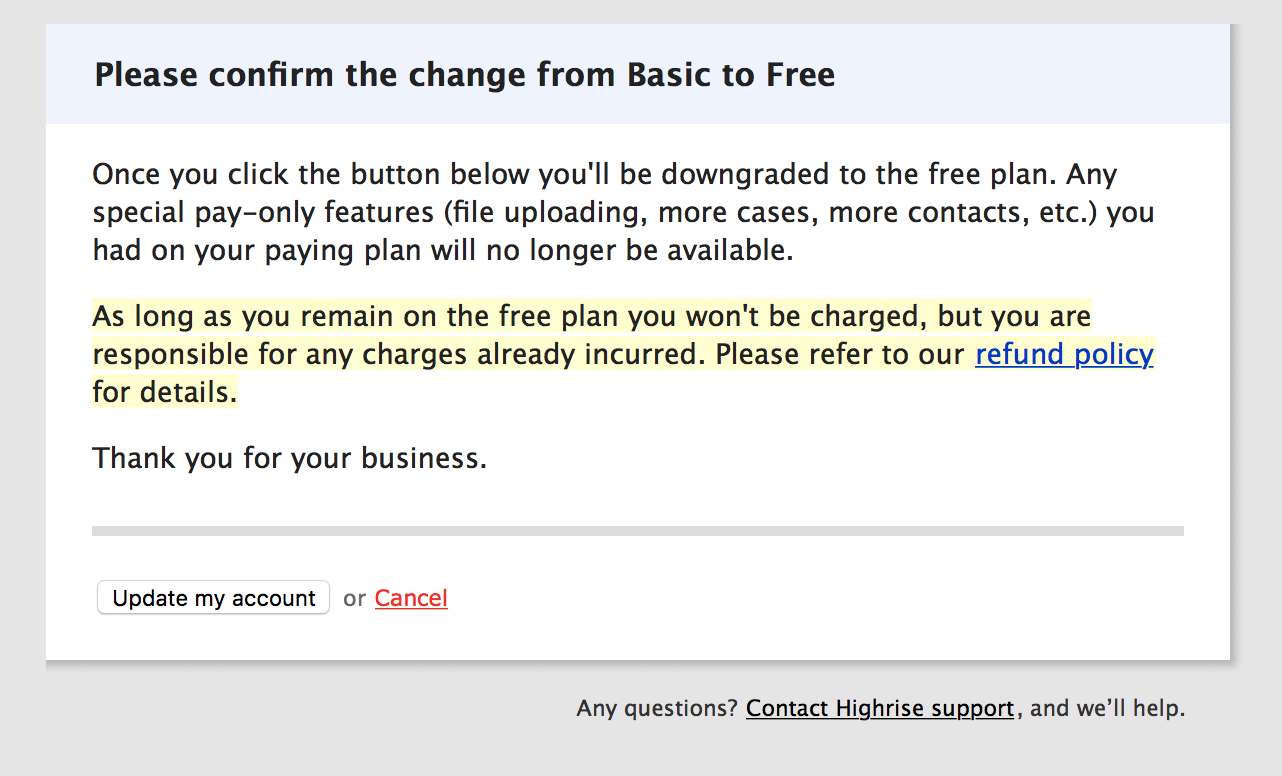 Please confirm the change from Basic to Free
Once you click the button below you'll be downgraded to the free plan. Any
special pay-only features (file uploading, more cases, more contacts, etc.) you
had on your paying plan will no longer be available.
As long as you remain on the free plan you won't be charged, but you are
responsible for any charges already incurred. Please refer to our refund policy
for details.
Thank you for your business.
Update my account or Cancel
Any questions? Contact Highrise support, and we’ll help.